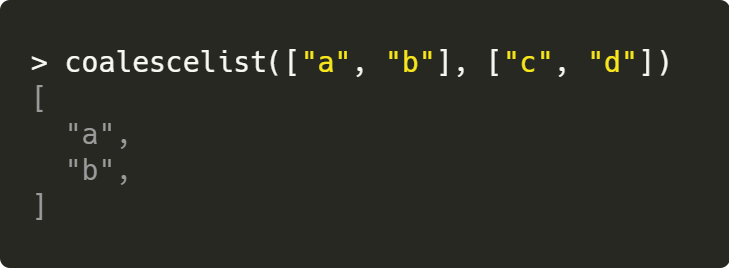 > coalescelist(["a", "b"], ["c", "d"])
[
  "a",
  "b",
]